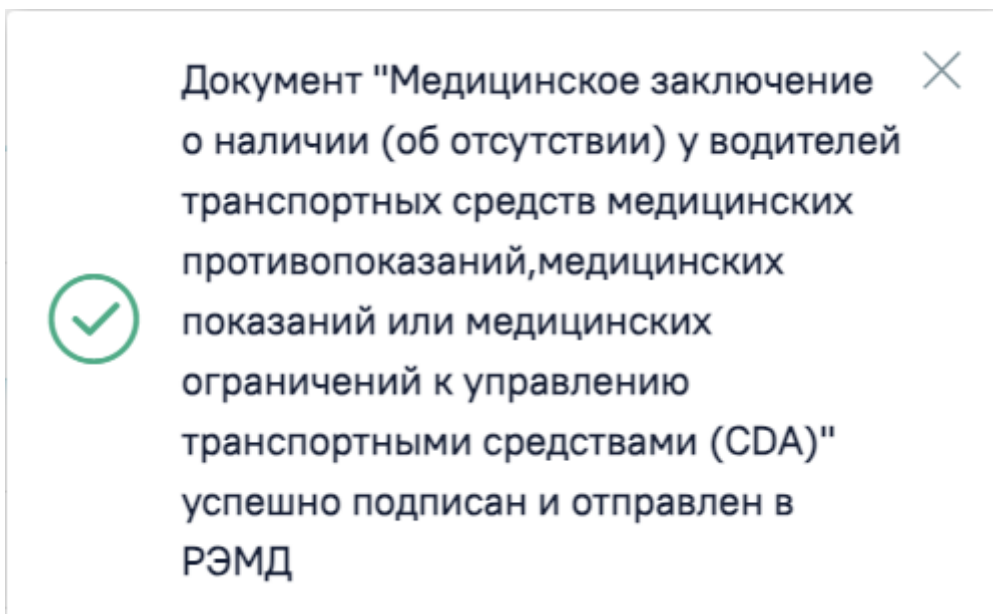 Документ "Медицинское заключение
о наличии (об отсутствии) у водителей
транспортных средств медицинских
противопоказаний,медицинских
показаний или медицинских
ограничений к управлению
транспортными средствами (CDA)"
успешно подписан и отправлен в
РЭМД